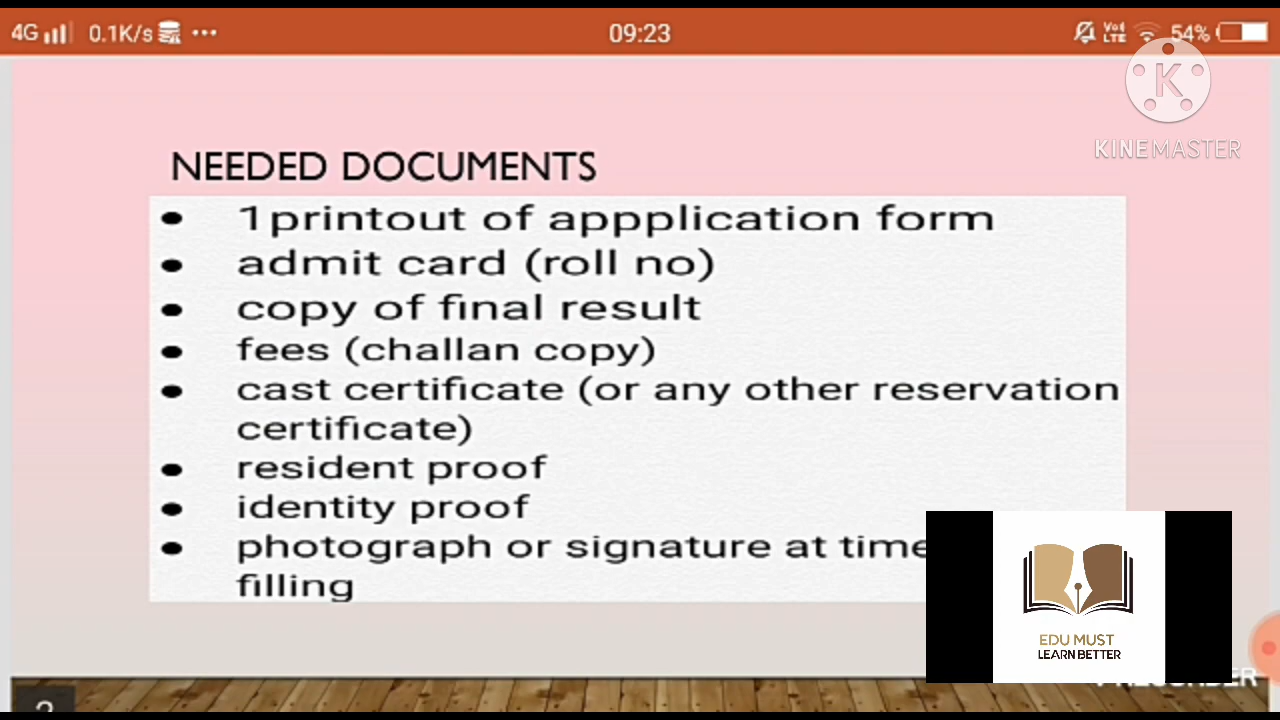 4G 0.1K/s ... 09:23 Vo4 LTE 54%
K
KINEMASTER
NEEDED DOCUMENTS
• 1printout of appplication form
• admit card (roll no)
• copy of final result
• fees (challan copy)
• cast certificate (or any other reservation
certificate)
• resident proof
• identity proof
• photograph or signature at time
filling
EDU MUST
LEARN BETTER